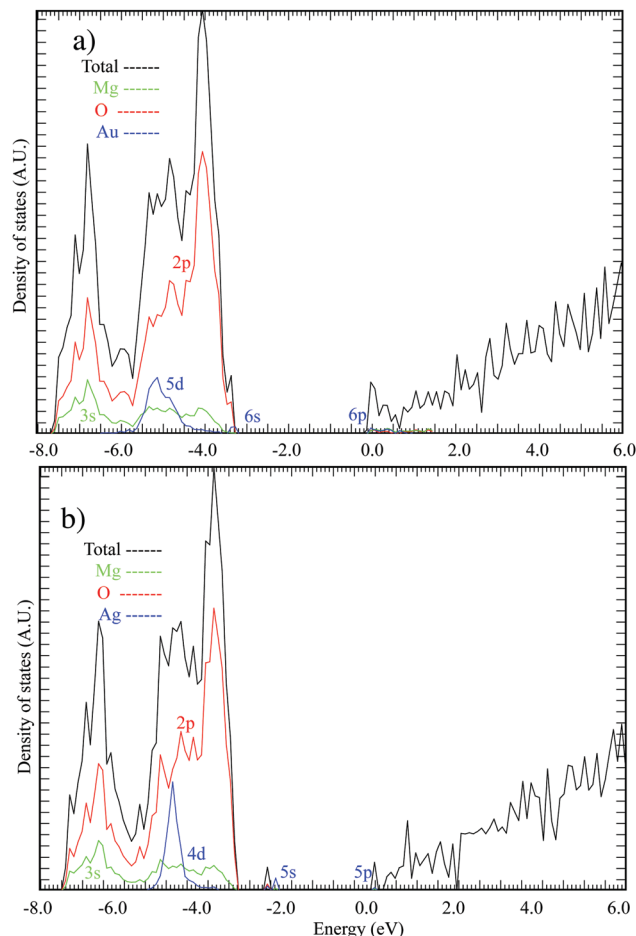 a)
Total ------
Mg ------
O ------
Au ------
2p
5d
3s
6s
6p
Density of states (A.U.)
-8.0 -6.0 -4.0 -2.0 0.0 2.0 4.0 6.0
b)
Total ------
Mg ------
O ------
Ag ------
2p
4d
3s
5s
5p
Density of states (A.U.)
-8.0 -6.0 -4.0 -2.0 0.0 2.0 4.0 6.0
Energy (eV)